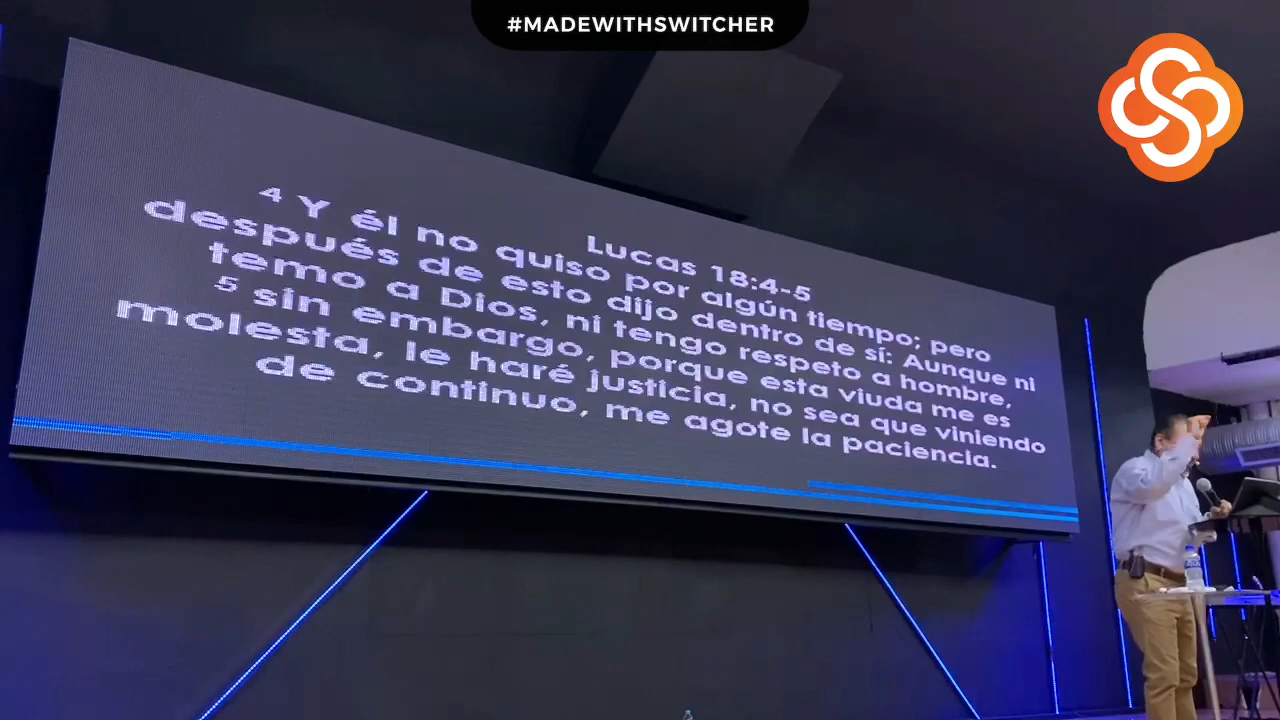 #MADEWITHSWITCHER
Lucas 18:4-5
4 Y él no quiso por algún tiempo; pero
después de esto dijo dentro de sí: Aunque ni
temo a Dios, ni tengo respeto a hombre,
5 sin embargo, porque esta viuda me es
molesta, le haré justicia, no sea que viniendo
de continuo, me agote la paciencia.